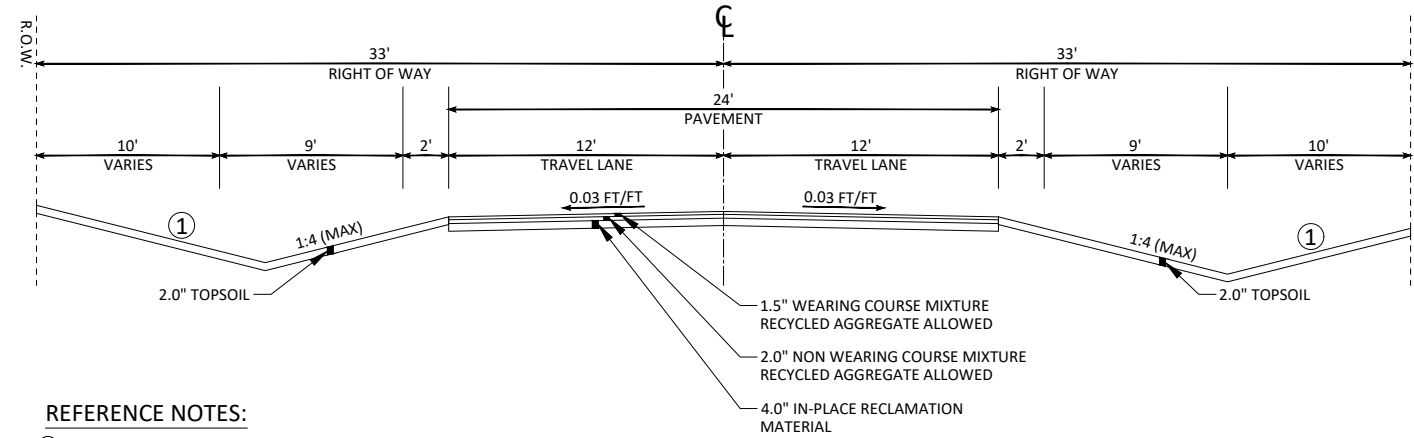 ℄
R.O.W.
33' 33'
RIGHT OF WAY RIGHT OF WAY
24'
PAVEMENT
10' 9' 2' 12' 12' 2' 9' 10'
VARIES VARIES TRAVEL LANE TRAVEL LANE VARIES VARIES
0.03 FT/FT 0.03 FT/FT
1 1:4 (MAX) 1:4 (MAX) 1
2.0" TOPSOIL 2.0" TOPSOIL
1.5" WEARING COURSE MIXTURE
RECYCLED AGGREGATE ALLOWED
2.0" NON WEARING COURSE MIXTURE
RECYCLED AGGREGATE ALLOWED
4.0" IN-PLACE RECLAMATION
MATERIAL
REFERENCE NOTES: